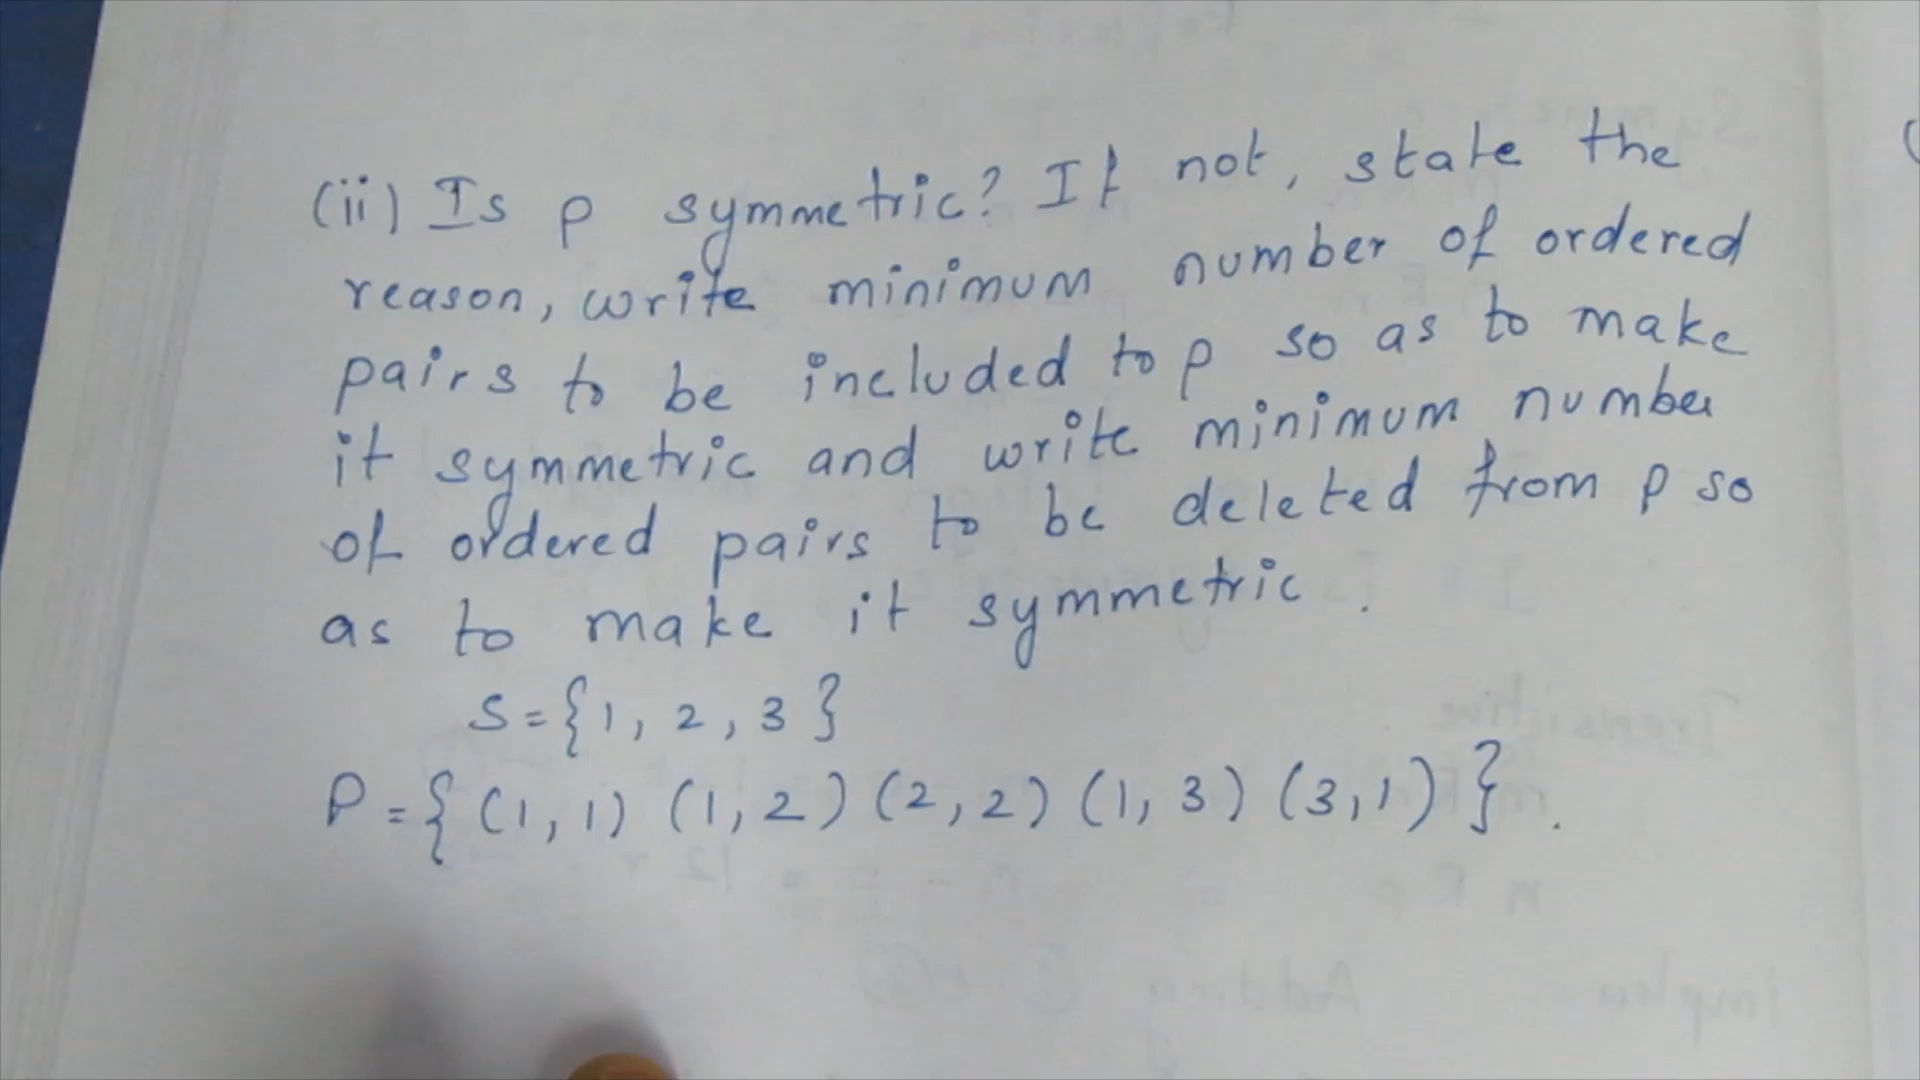 (ii) Is ρ symmetric? If not, state the
reason, write minimum number of ordered
pairs to be included to ρ so as to make
it symmetric and write minimum number
of ordered pairs to be deleted from ρ so
as to make it symmetric.
S={1, 2, 3}
ρ={(1,1) (1,2) (2,2) (1,3) (3,1)}.